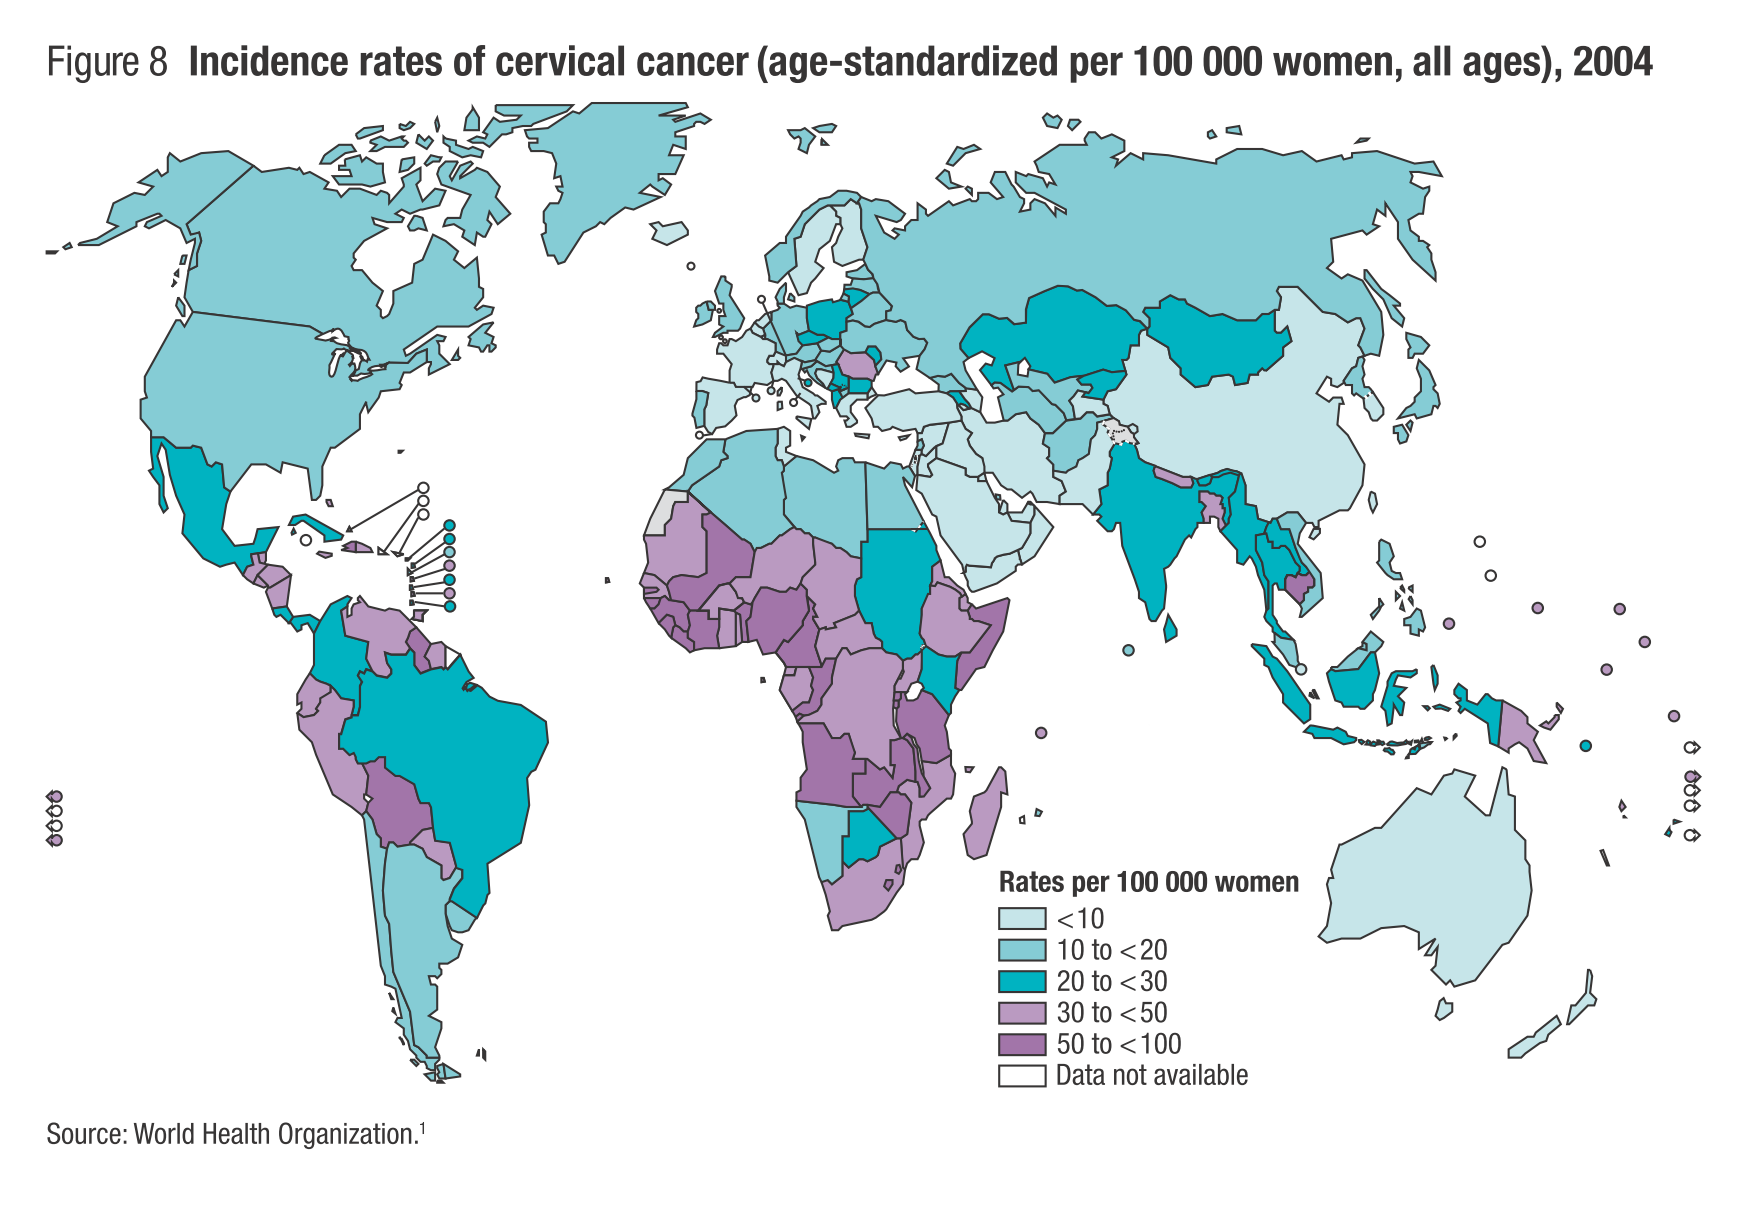 Figure 8 Incidence rates of cervical cancer (age-standardized per 100 000 women, all ages), 2004
Rates per 100 000 women
<10
10 to <20
20 to <30
30 to <50
50 to <100
Data not available
Source: World Health Organization.1